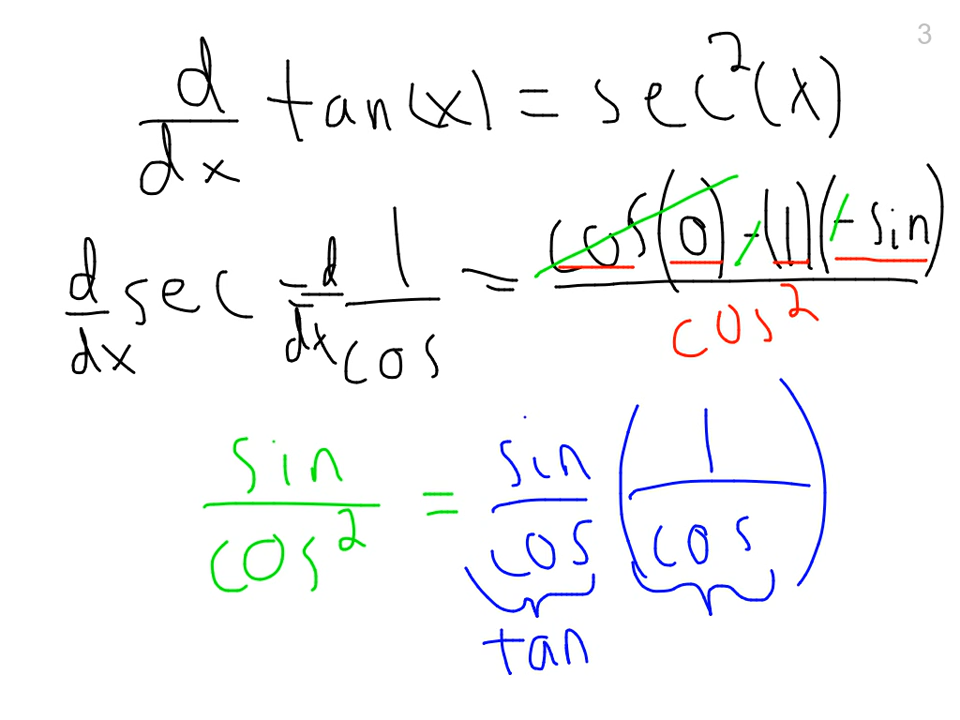 3
d/dx tan(x) = sec²(x)
d/dx sec = d/dx 1/cos = cos(0) - (1)(-sin) / cos²
sin/cos² = sin/cos (1/cos)
tan